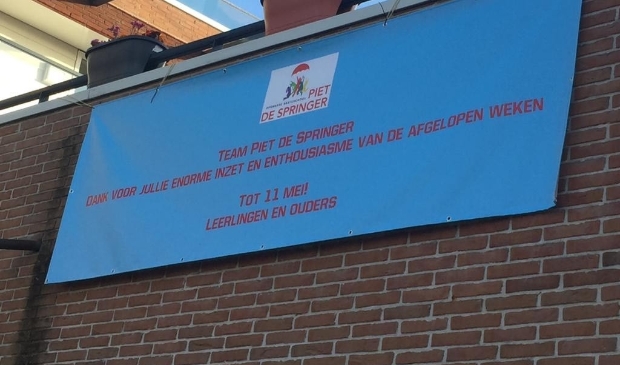 PIET
DE SPRINGER
Team Piet de Springer
Dank voor jullie enorme inzet en enthousiasme van de afgelopen weken
Tot 11 mei!
Leerlingen en ouders